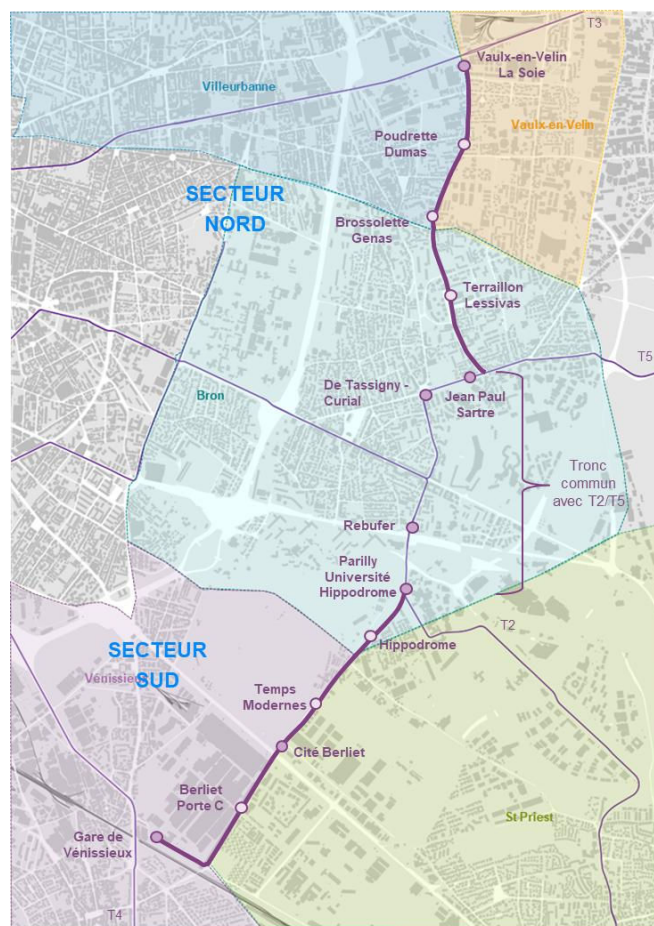 T3
Vaulx-en-Velin
La Soie
Villeurbanne
Vaulx-en-Velin
Poudrette
Dumas
SECTEUR
NORD
Brossolette
Genas
Terraillon
Lessivas
T5
De Tassigny -
Curial
Jean Paul
Sartre
Bron
Tronc
commun
avec T2/T5
Rebufer
Parilly
Université
Hippodrome
T2
Hippodrome
SECTEUR
SUD
Vénissieux
Temps
Modernes
Cité Berliet
Berliet
Porte C
St Priest
Gare de
Vénissieux
T4